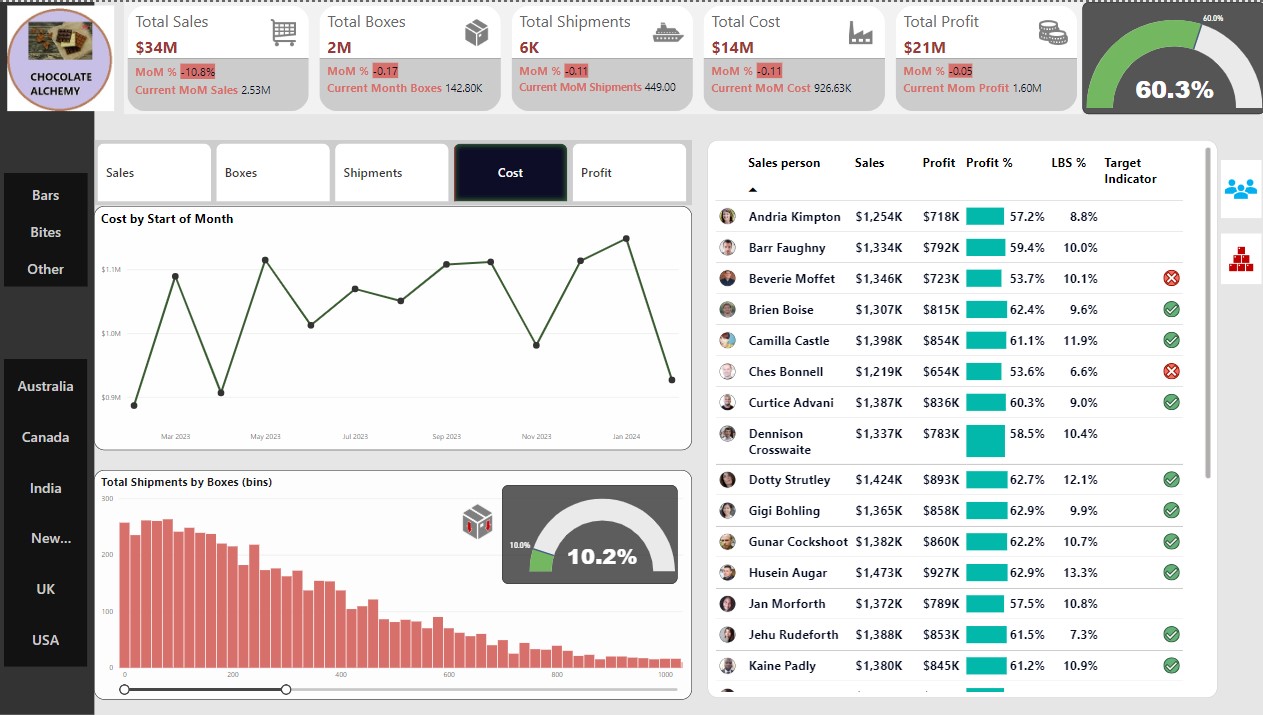 CHOCOLATE
ALCHEMY
Total Sales
$34M
MoM % -10.8%
Current MoM Sales 2.53M
Total Boxes
2M
MoM % -0.17
Current Month Boxes 142.80K
Total Shipments
6K
MoM % -0.11
Current MoM Shipments 449.00
Total Cost
$14M
MoM % -0.11
Current MoM Cost 926.63K
Total Profit
$21M
MoM % -0.05
Current Mom Profit 1.60M
60.0%
60.3%
Bars
Bites
Other
Australia
Canada
India
New...
UK
USA
Sales
Boxes
Shipments
Cost
Profit
Cost by Start of Month
$1.1M
$1.0M
$0.9M
Mar 2023 May 2023 Jul 2023 Sep 2023 Nov 2023 Jan 2024
Total Shipments by Boxes (bins)
300
200
100
0
0 200 400 600 800 1000
10.0%
10.2%
Sales person Sales Profit Profit % LBS % Target
Indicator
Andria Kimpton $1,254K $718K 57.2% 8.8%
Barr Faughny $1,334K $792K 59.4% 10.0%
Beverie Moffet $1,346K $723K 53.7% 10.1%
Brien Boise $1,307K $815K 62.4% 9.6%
Camilla Castle $1,398K $854K 61.1% 11.9%
Ches Bonnell $1,219K $654K 53.6% 6.6%
Curtice Advani $1,387K $836K 60.3% 9.0%
Dennison $1,337K $783K 58.5% 10.4%
Crosswaite
Dotty Strutley $1,424K $893K 62.7% 12.1%
Gigi Bohling $1,365K $858K 62.9% 9.9%
Gunar Cockshoot $1,382K $860K 62.2% 10.7%
Husein Augar $1,473K $927K 62.9% 13.3%
Jan Morforth $1,372K $789K 57.5% 10.8%
Jehu Rudeforth $1,388K $853K 61.5% 7.3%
Kaine Padly $1,380K $845K 61.2% 10.9%